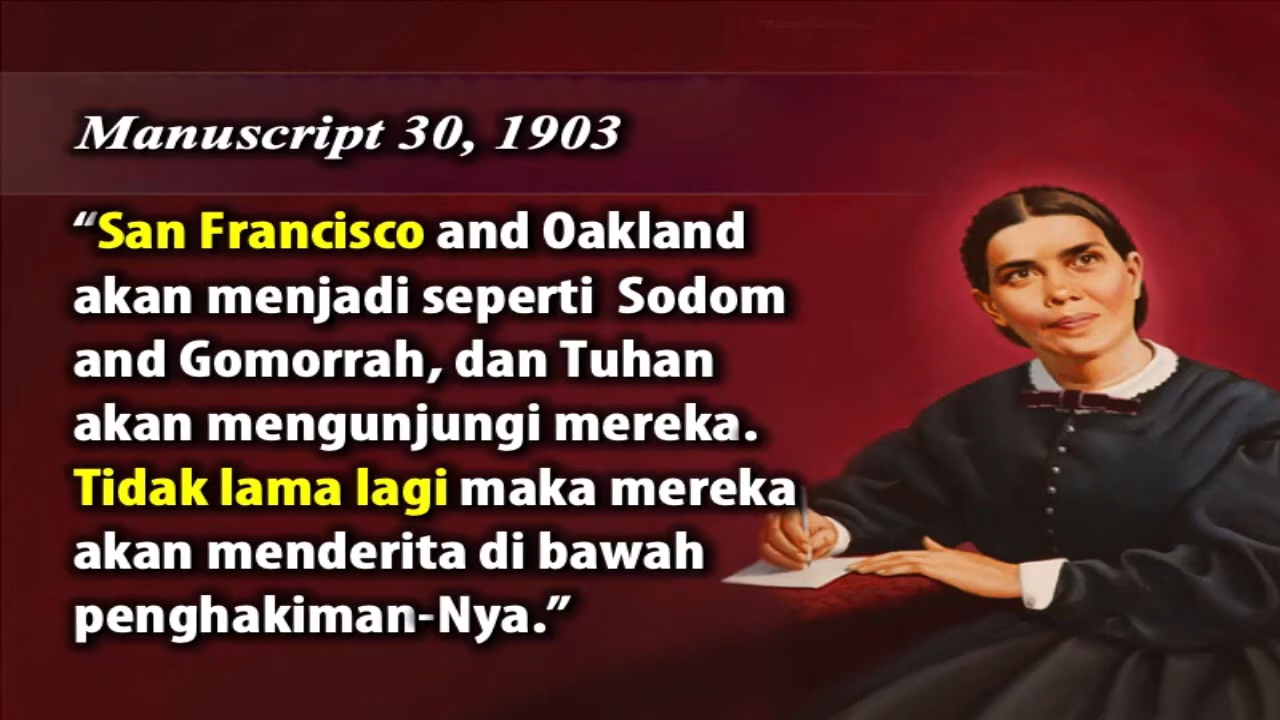 Manuscript 30, 1903
“San Francisco and Oakland
akan menjadi seperti Sodom
and Gomorrah, dan Tuhan
akan mengunjungi mereka.
Tidak lama lagi maka mereka
akan menderita di bawah
penghakiman-Nya.”